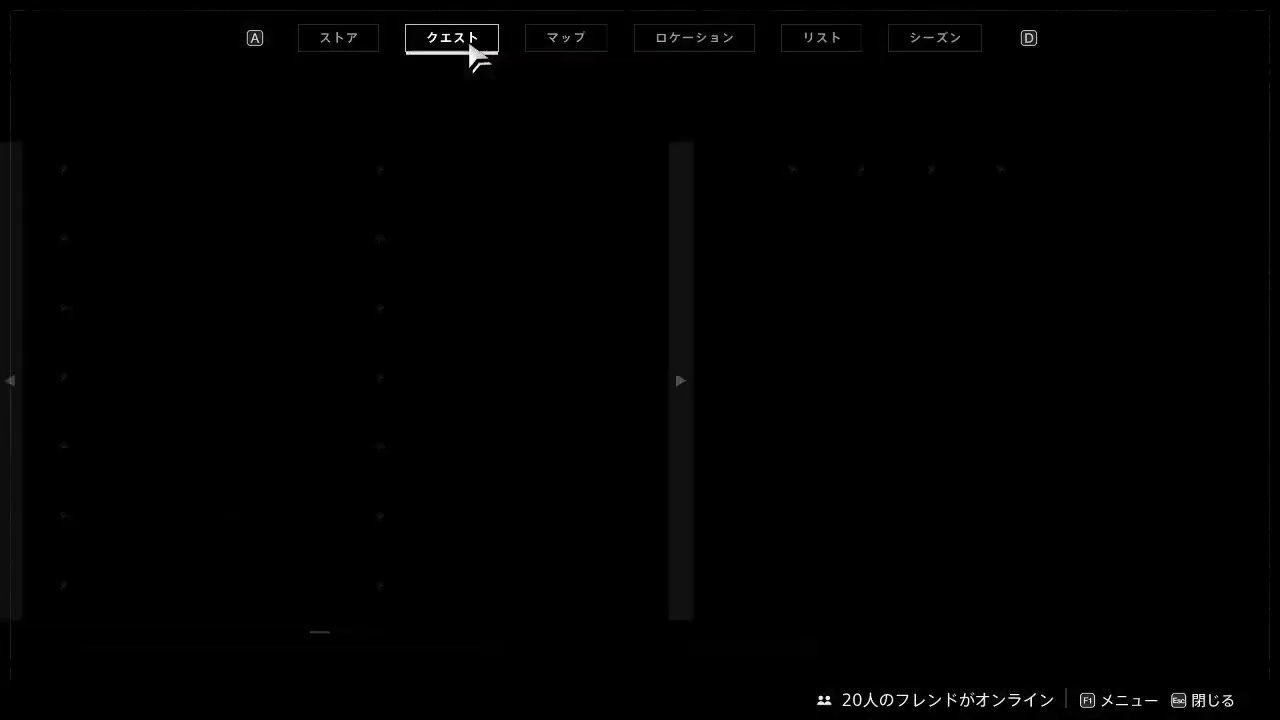 A ストア クエスト マップ ロケーション リスト シーズン D
20人のフレンドがオンライン F1 メニュー Esc 閉じる